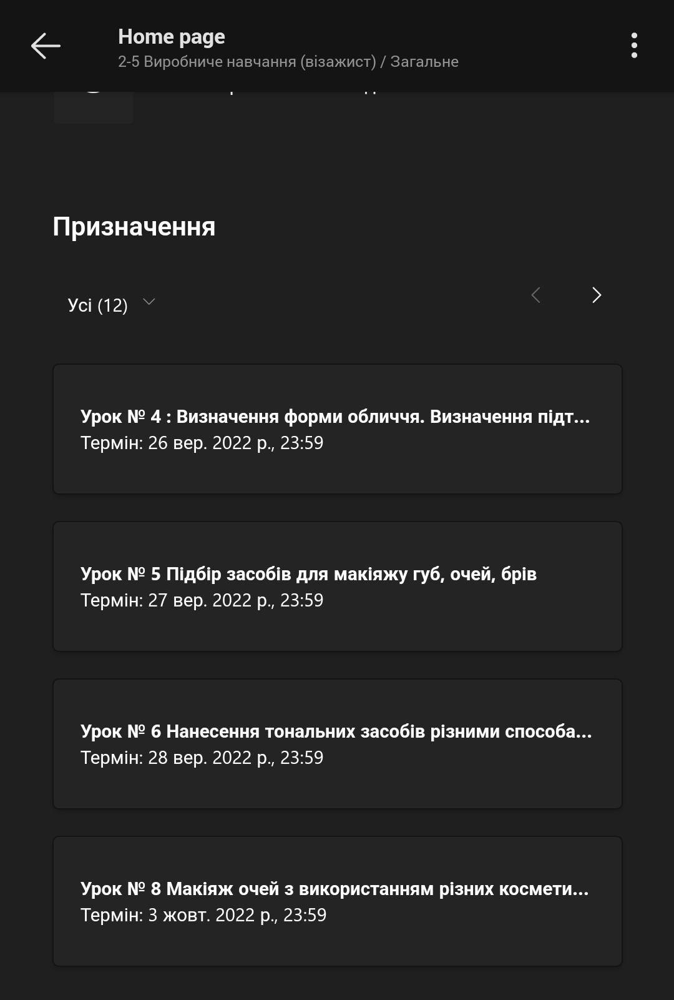 Home page
2-5 Виробниче навчання (візажист) / Загальне
Призначення
Усі (12)
Урок № 4 : Визначення форми обличчя. Визначення підт...
Термін: 26 вер. 2022 р., 23:59
Урок № 5 Підбір засобів для макіяжу губ, очей, брів
Термін: 27 вер. 2022 р., 23:59
Урок № 6 Нанесення тональних засобів різними способа...
Термін: 28 вер. 2022 р., 23:59
Урок № 8 Макіяж очей з використанням різних космети...
Термін: 3 жовт. 2022 р., 23:59